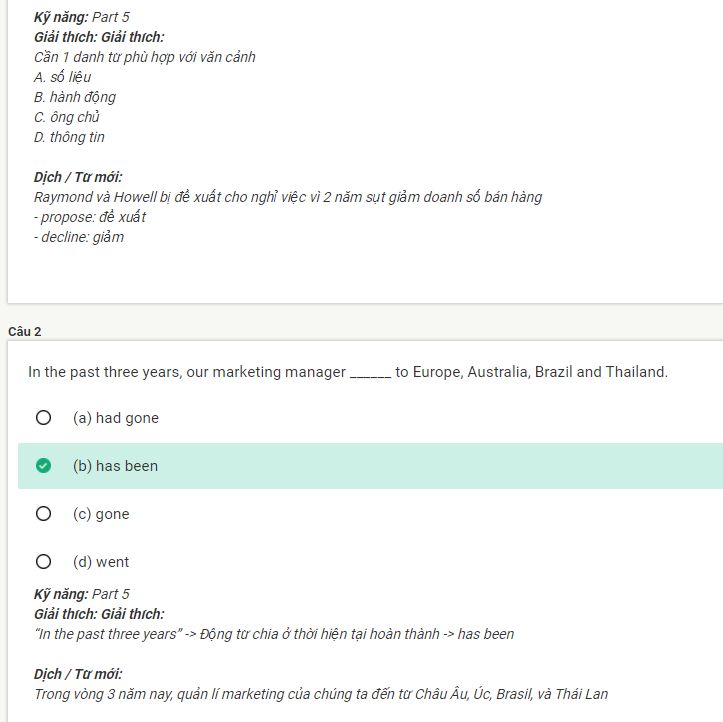 Kỹ năng: Part 5
Giải thích: Giải thích:
Cần 1 danh từ phù hợp với văn cảnh
A. số liệu
B. hành động
C. ông chủ
D. thông tin
Dịch / Từ mới:
Raymond và Howell bị đề xuất cho nghỉ việc vì 2 năm sụt giảm doanh số bán hàng
- propose: đề xuất
- decline: giảm
Câu 2
In the past three years, our marketing manager ______ to Europe, Australia, Brazil and Thailand.
(a) had gone
(b) has been
(c) gone
(d) went
Kỹ năng: Part 5
Giải thích: Giải thích:
“In the past three years” -> Động từ chia ở thời hiện tại hoàn thành -> has been
Dịch / Từ mới:
Trong vòng 3 năm nay, quản lí marketing của chúng ta đến từ Châu Âu, Úc, Brasil, và Thái Lan